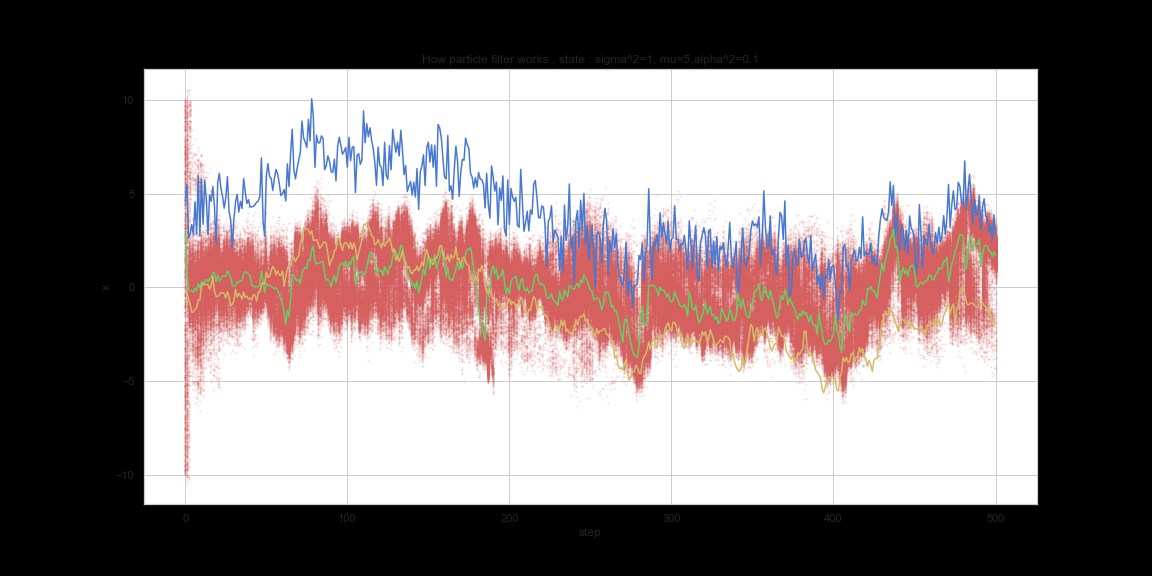 How particle filter works , state : sigma^2=1, mu=5,alpha^2=0.1
10
5
0
−5
−10
x
0 100 200 300 400 500
step